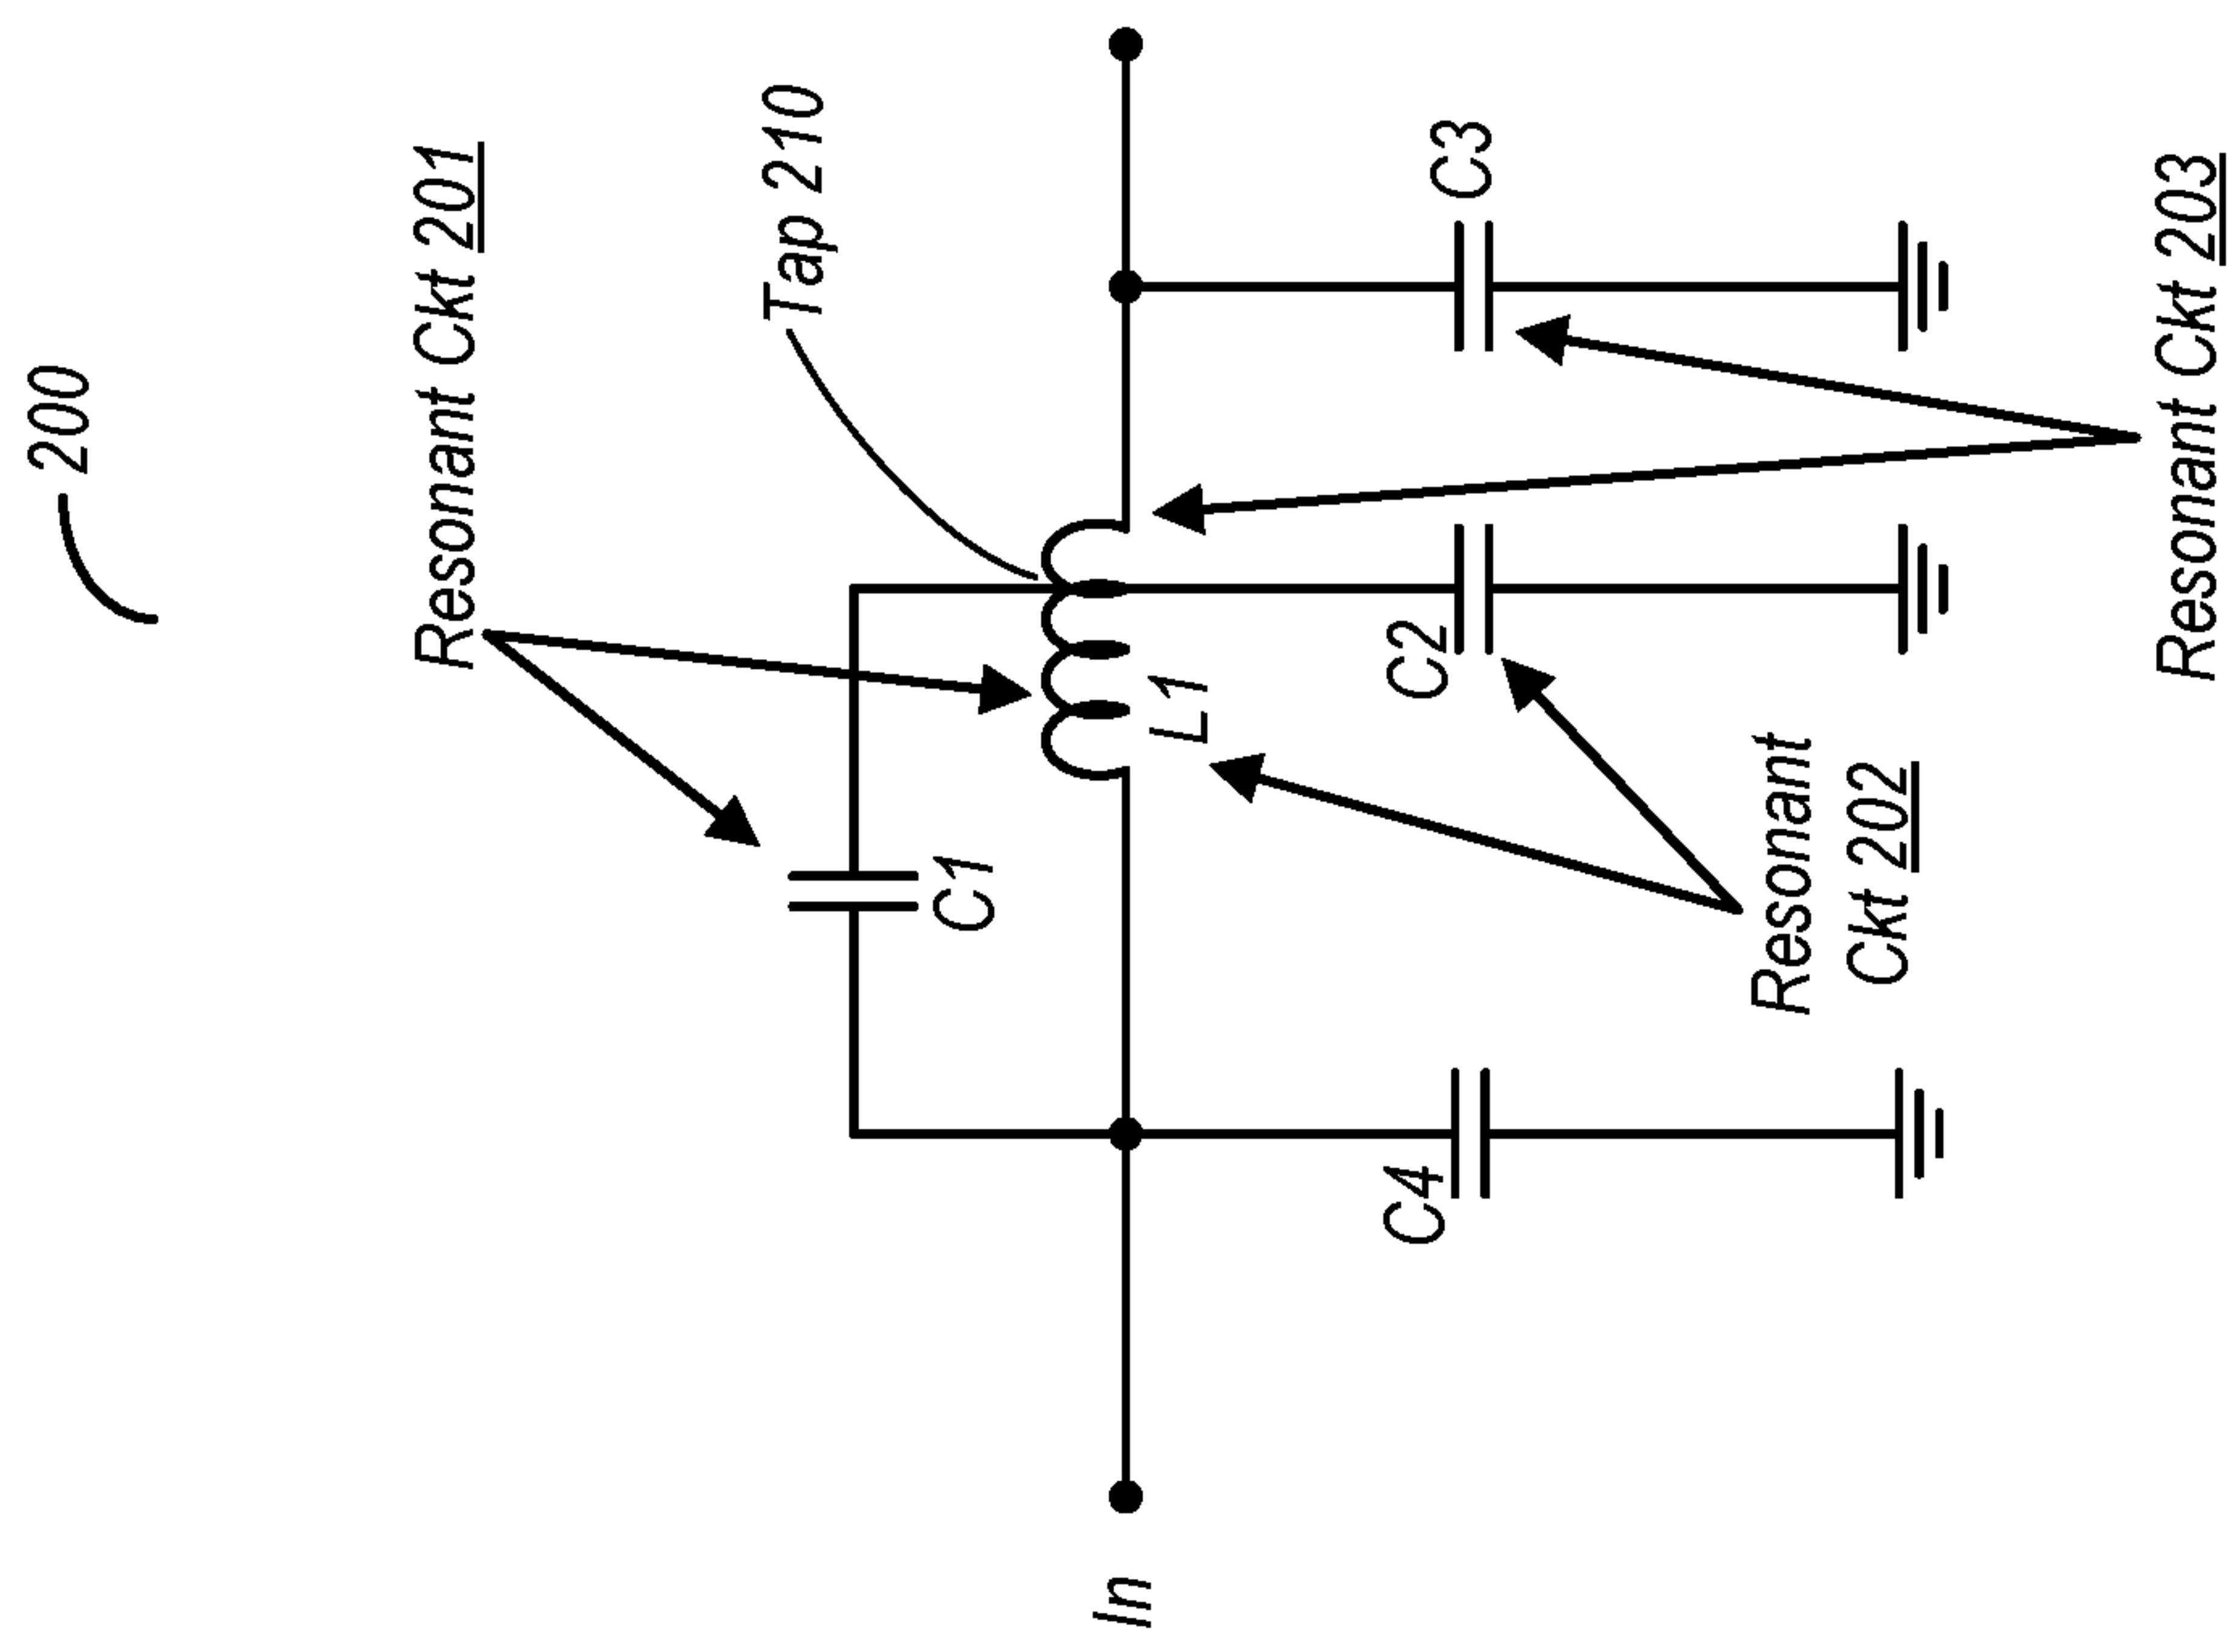 200
Resonant Ckt 201
Tap 210
C1
L1
In
C4
C2
C3
Resonant
Ckt 202
Resonant Ckt 203